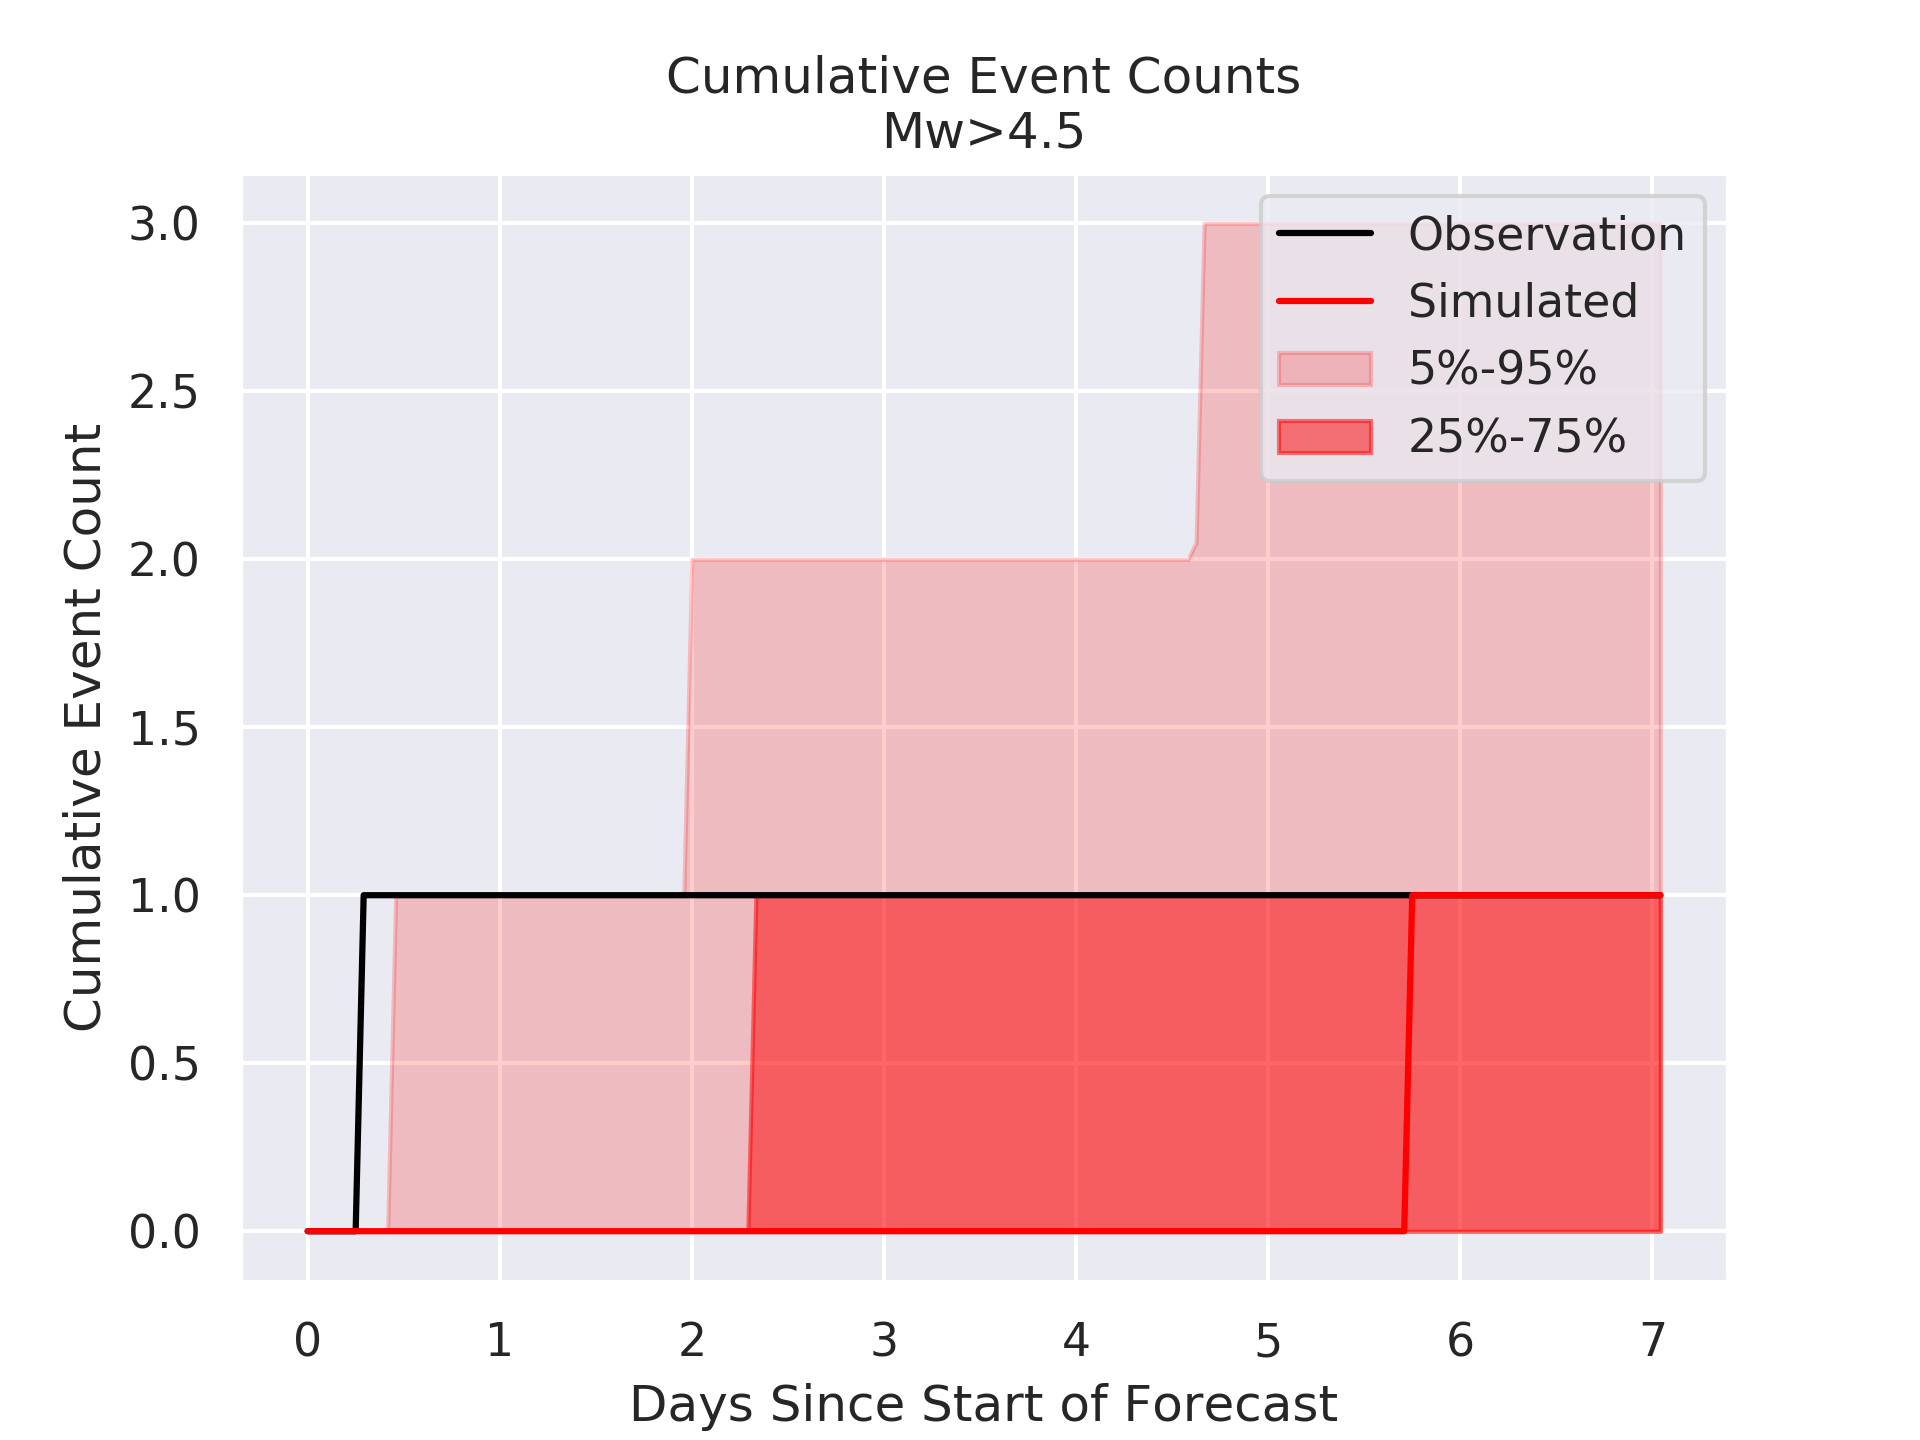 Cumulative Event Counts
Mw>4.5
Cumulative Event Count
3.0
2.5
2.0
1.5
1.0
0.5
0.0
Observation
Simulated
5%-95%
25%-75%
0 1 2 3 4 5 6 7
Days Since Start of Forecast